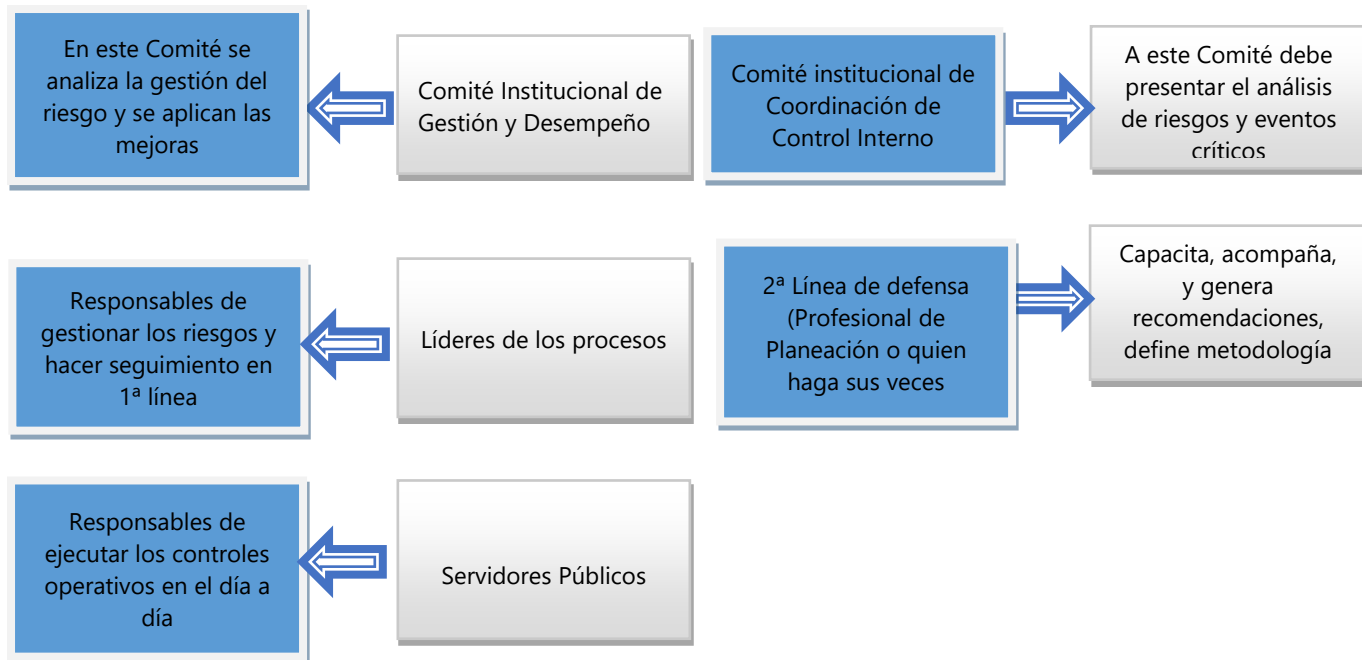 En este Comité se
analiza la gestión del
riesgo y se aplican las
mejoras
Comité Institucional de
Gestión y Desempeño
Comité institucional de
Coordinación de
Control Interno
A este Comité debe
presentar el análisis
de riesgos y eventos
críticos
Responsables de
gestionar los riesgos y
hacer seguimiento en
1ª línea
Líderes de los procesos
2ª Línea de defensa
(Profesional de
Planeación o quien
haga sus veces
Capacita, acompaña,
y genera
recomendaciones,
define metodología
Responsables de
ejecutar los controles
operativos en el día a
día
Servidores Públicos